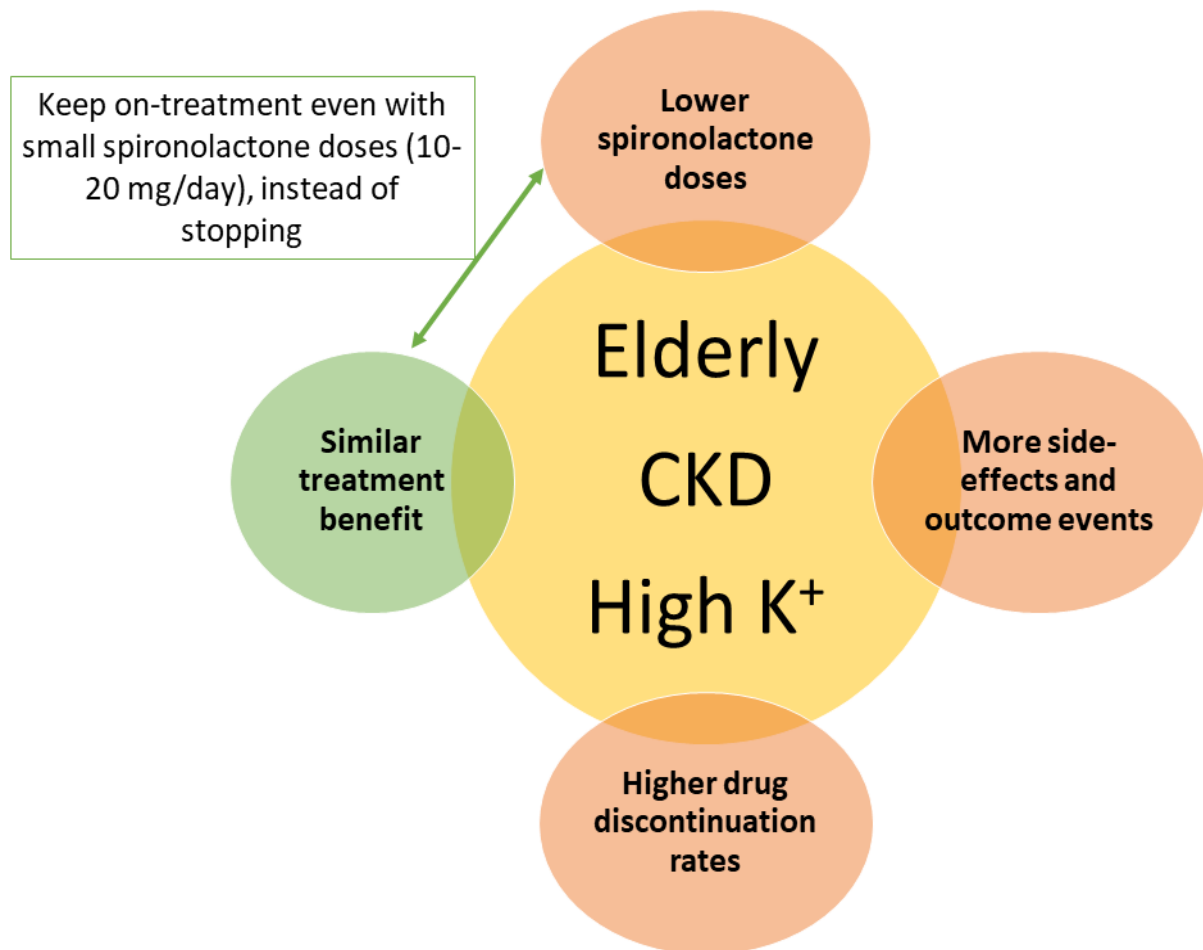 Keep on-treatment even with
small spironolactone doses (10-
20 mg/day), instead of
stopping
Lower
spironolactone
doses
Elderly
CKD
High K⁺
Similar
treatment
benefit
More side-
effects and
outcome events
Higher drug
discontinuation
rates